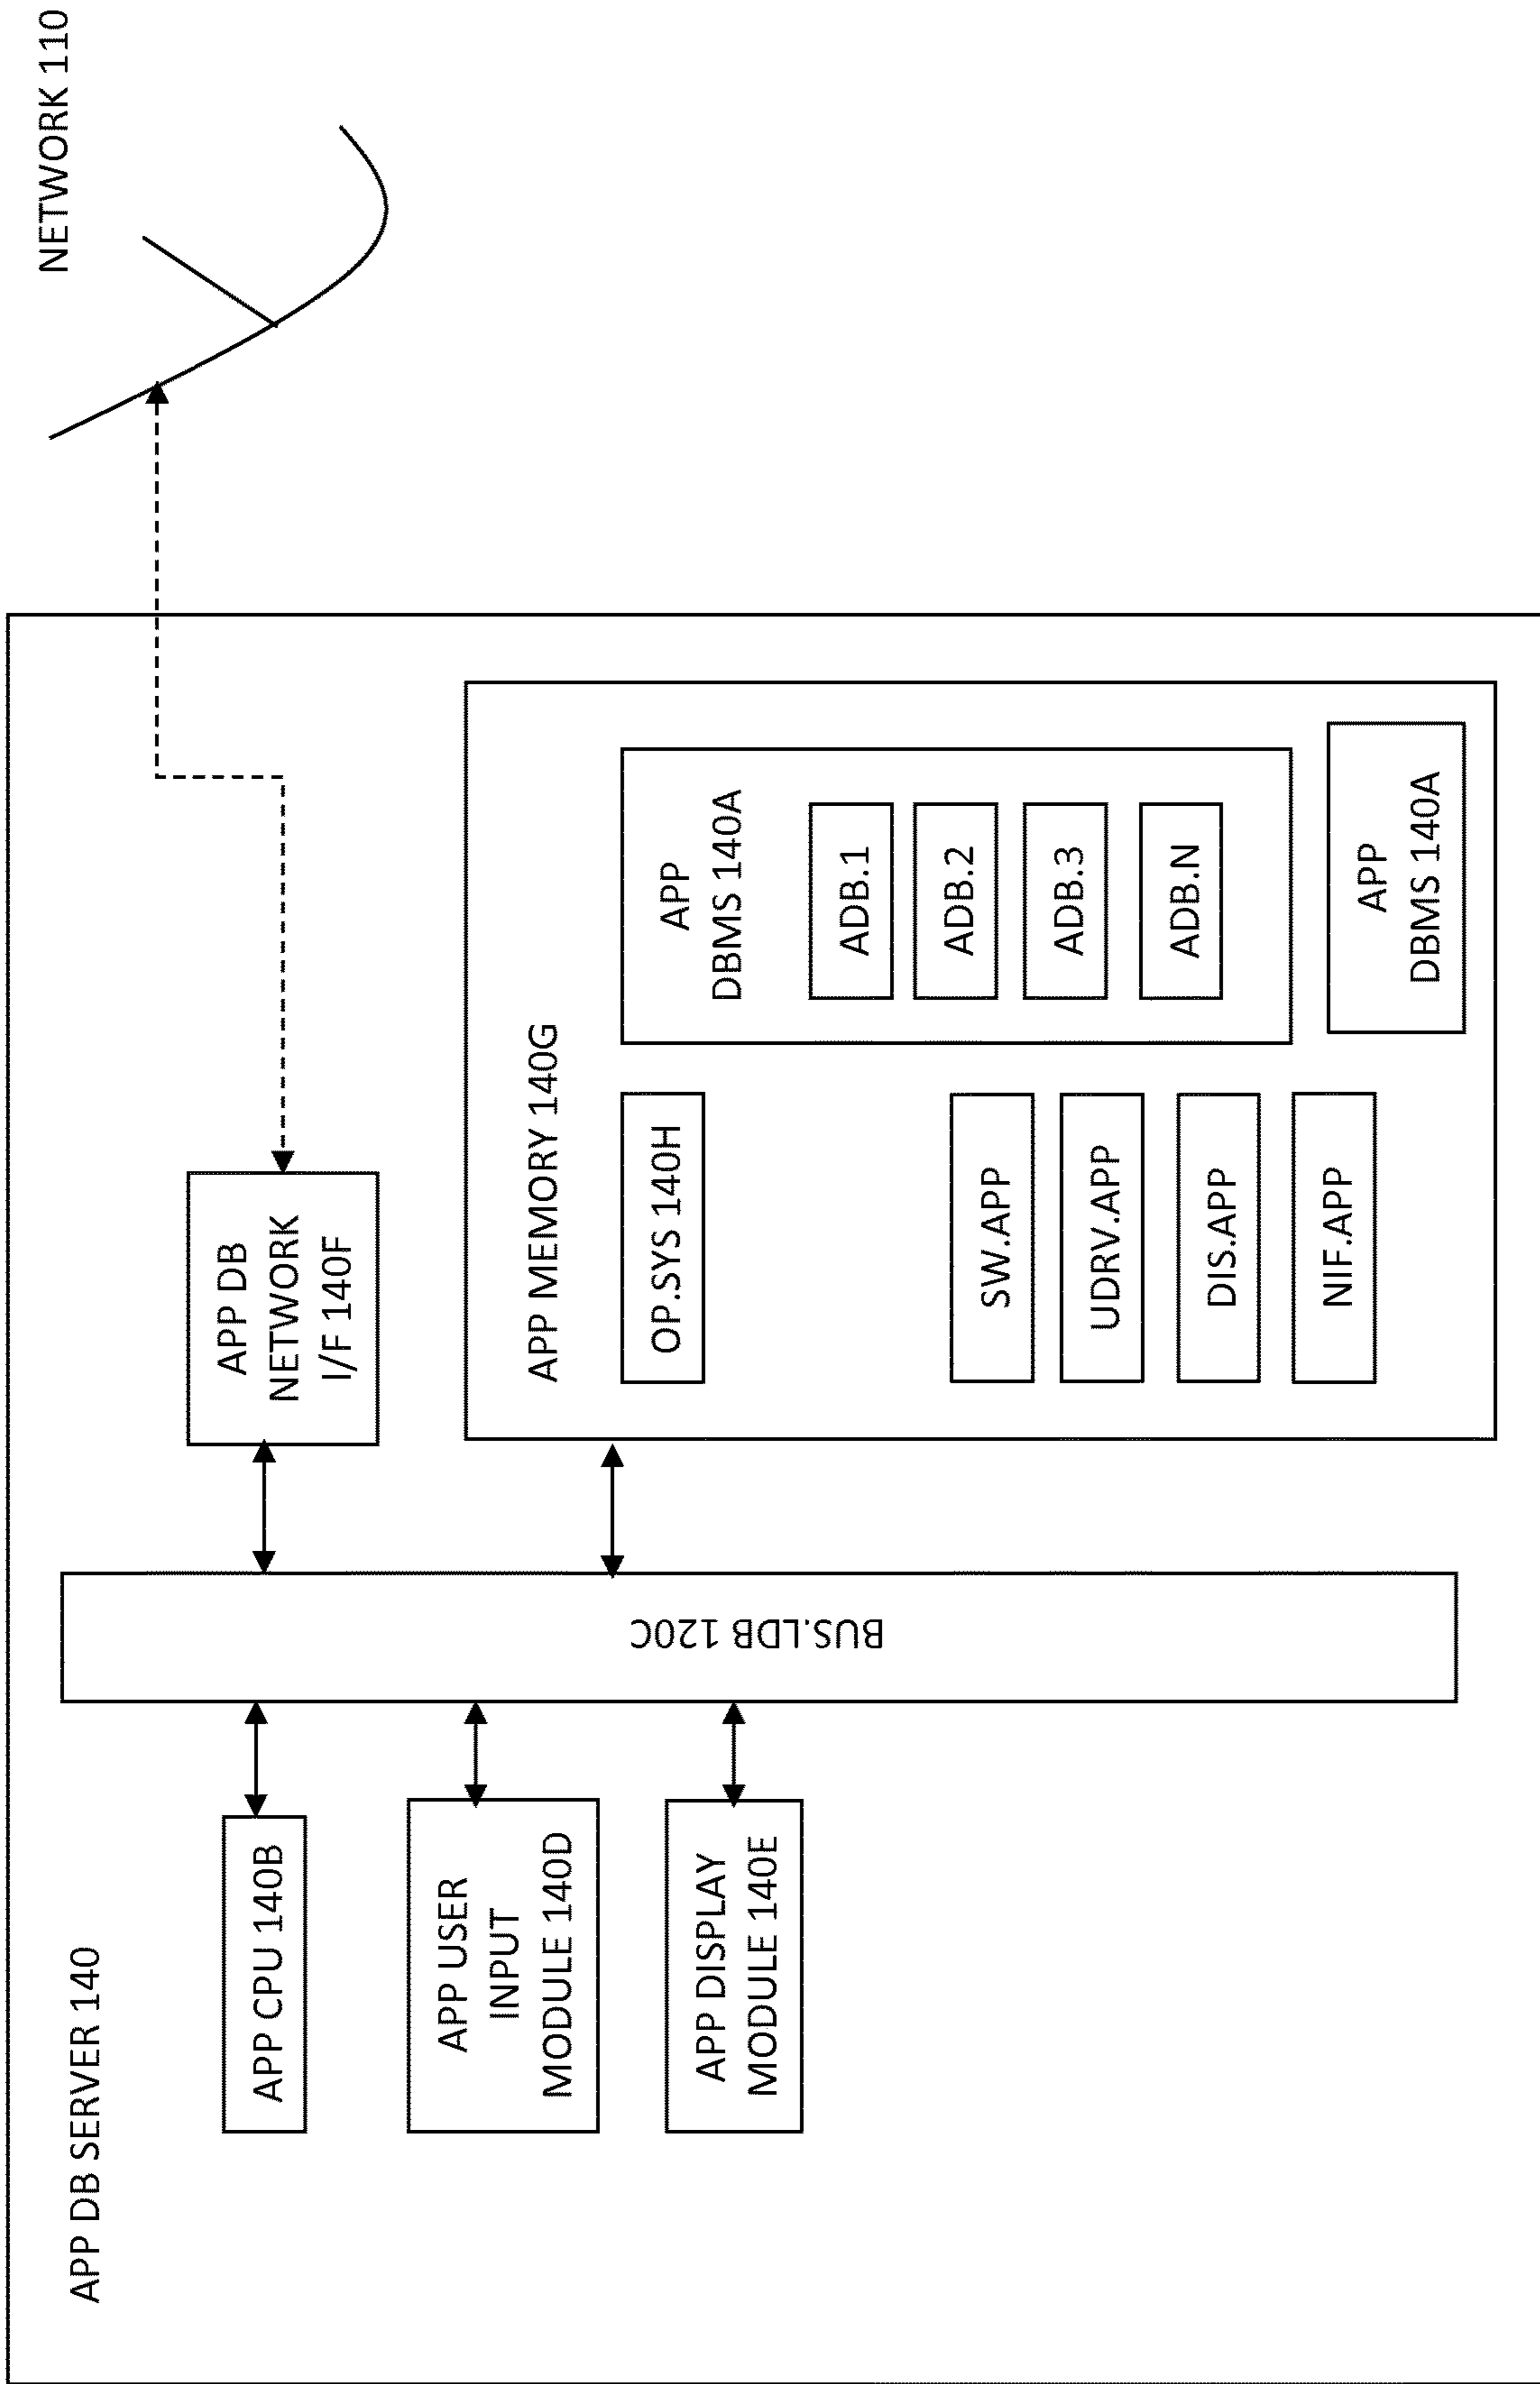 NETWORK 110
APP DB SERVER 140
APP CPU 140B
APP USER
INPUT
MODULE 140D
APP DISPLAY
MODULE 140E
BUS.LDB 120C
APP DB
NETWORK
I/F 140F
APP MEMORY 140G
OP.SYS 140H
SW.APP
UDRV.APP
DIS.APP
NIF.APP
APP
DBMS 140A
ADB.1
ADB.2
ADB.3
ADB.N
APP
DBMS 140A